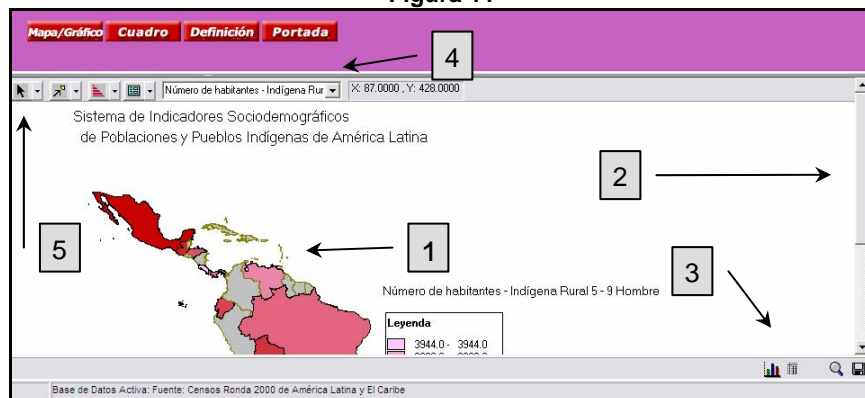 Mapa/Gráfico Cuadro Definición Portada
4
Número de habitantes - Indígena Rur X: 87.0000 , Y: 428.0000
Sistema de Indicadores Sociodemográficos
de Poblaciones y Pueblos Indígenas de América Latina
2
5
1
3
Número de habitantes - Indígena Rural 5 - 9 Hombre
Leyenda
3944.0 - 3944.0
Base de Datos Activa: Fuente: Censos Ronda 2000 de América Latina y El Caribe